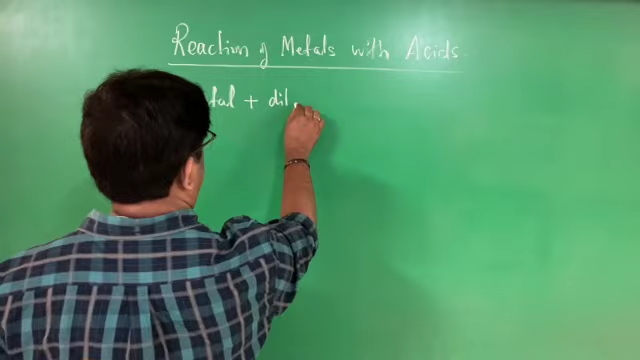 Reaction of Metals with Acids.
tal + dil.